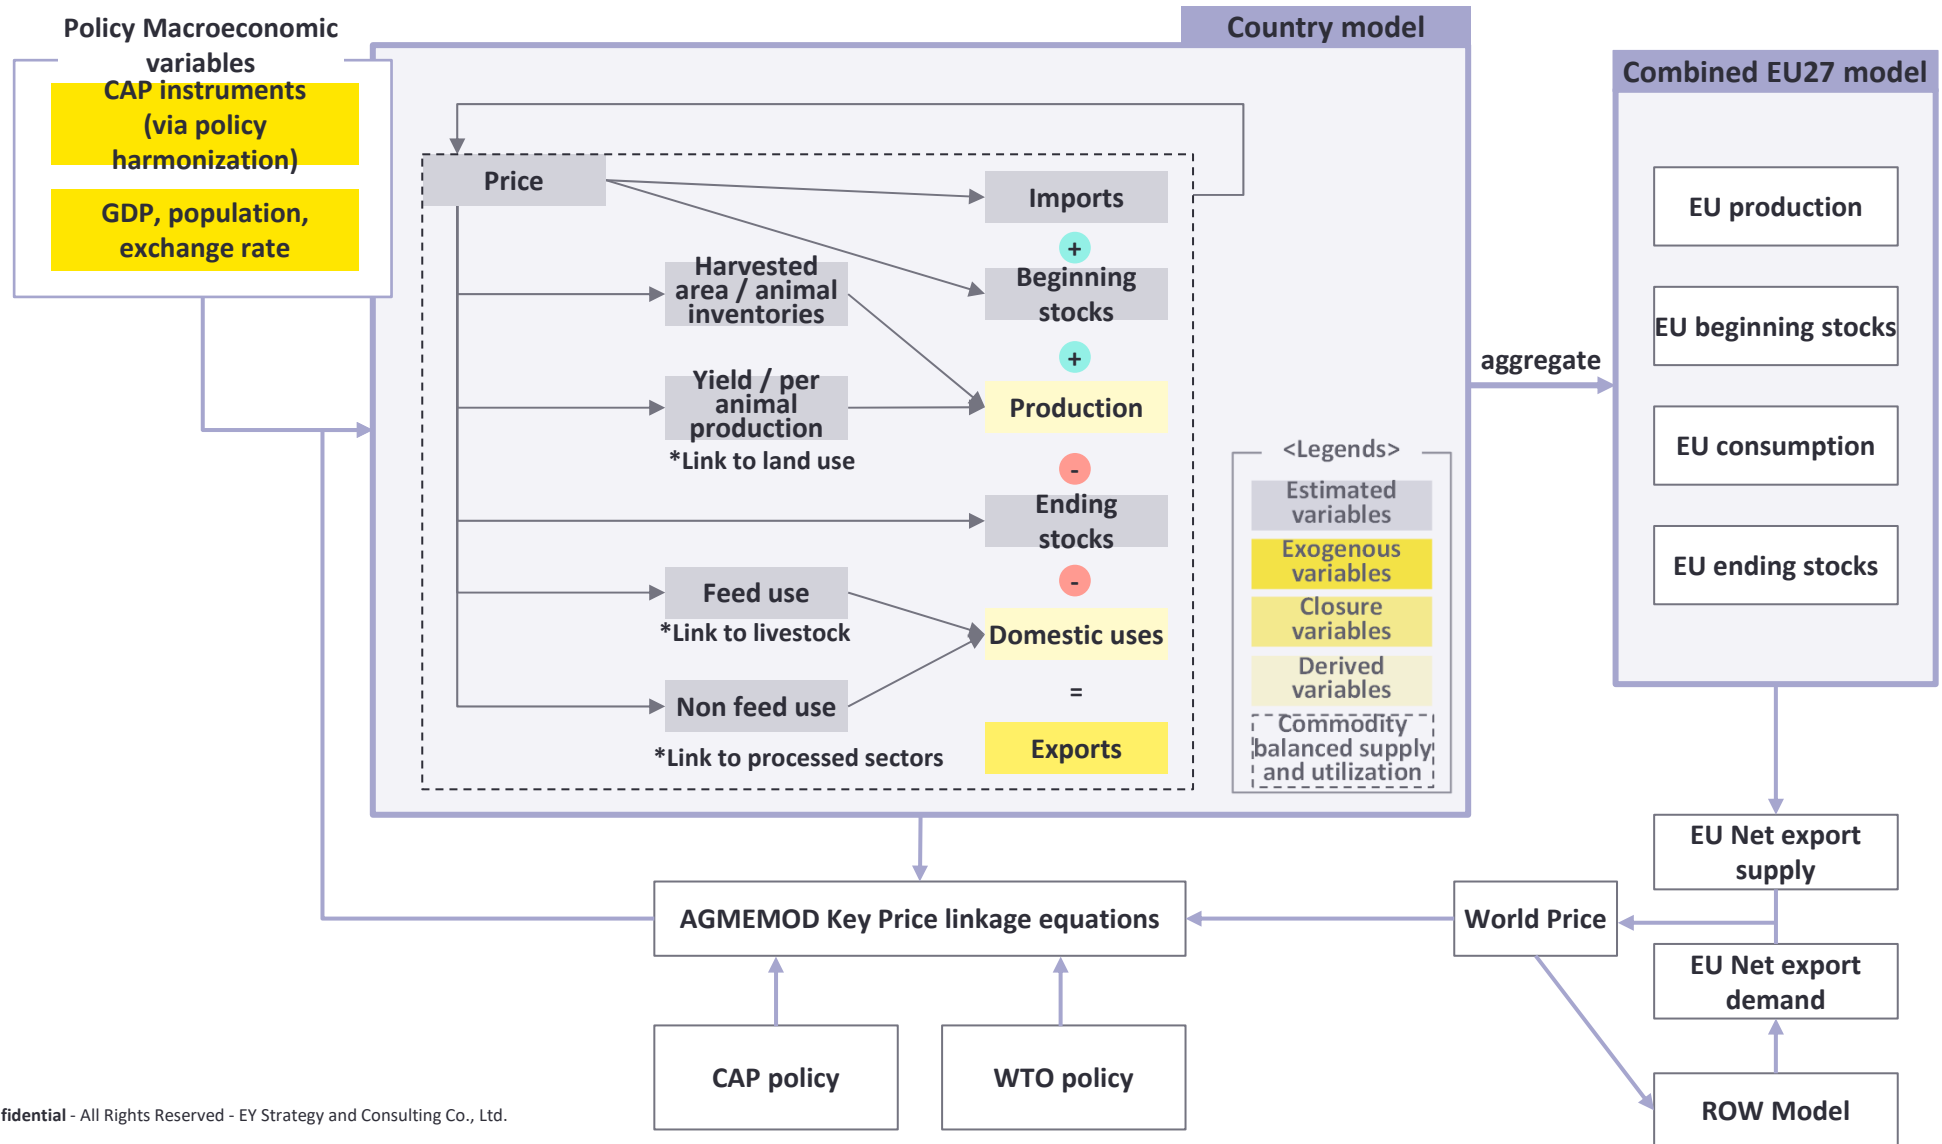 Policy Macroeconomic
variables
CAP instruments
(via policy
harmonization)
GDP, population,
exchange rate
Country model
Price
Imports
+
Harvested
area / animal
inventories
Beginning
stocks
+
Yield / per
animal
production
*Link to land use
Production
-
Ending
stocks
-
Feed use
*Link to livestock
Domestic uses
=
Non feed use
*Link to processed sectors
Exports
<Legends>
Estimated
variables
Exogenous
variables
Closure
variables
Derived
variables
Commodity
balanced supply
and utilization
aggregate
Combined EU27 model
EU production
EU beginning stocks
EU consumption
EU ending stocks
EU Net export
supply
World Price
EU Net export
demand
ROW Model
AGMEMOD Key Price linkage equations
CAP policy
WTO policy
fidential - All Rights Reserved - EY Strategy and Consulting Co., Ltd.